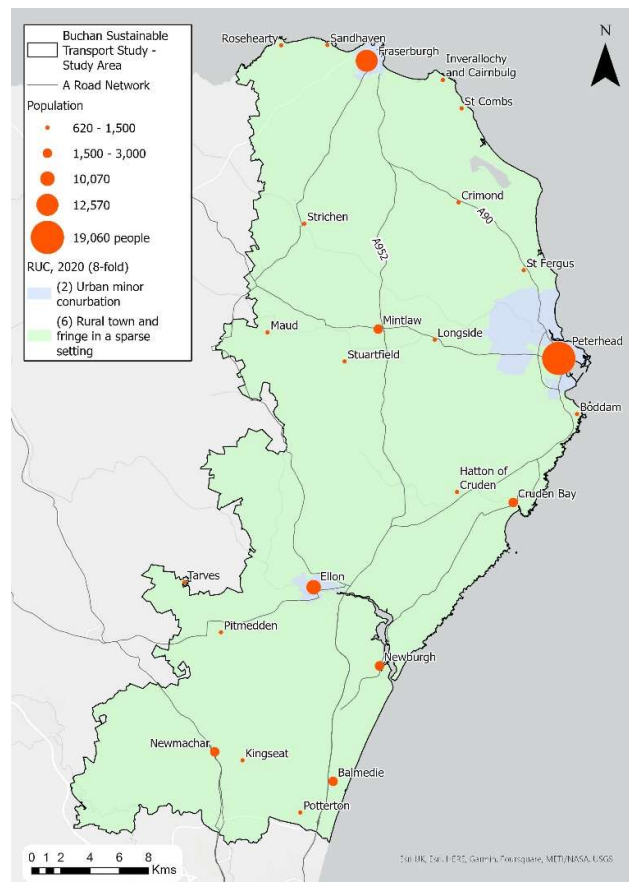 Buchan Sustainable
Transport Study -
Study Area
A Road Network
Population
620 - 1,500
1,500 - 3,000
10,070
12,570
19,060 people
RUC, 2020 (8-fold)
(2) Urban minor
conurbation
(6) Rural town and
fringe in a sparse
setting
N
Rosehearty
Sandhaven
Fraserburgh
Inverallochy
and Cairnbulg
St Combs
Crimond
A90
Strichen
A952
St Fergus
Maud
Mintlaw
Longside
Stuartfield
Peterhead
Boddam
Hatton of
Cruden
Cruden Bay
Tarves
Ellon
Pitmedden
Newburgh
Newmachar
Kingseat
Balmedie
Potterton
0 1 2 4 6 8
Kms
Esri UK, Esri, HERE, Garmin, Foursquare, METI/NASA, USGS